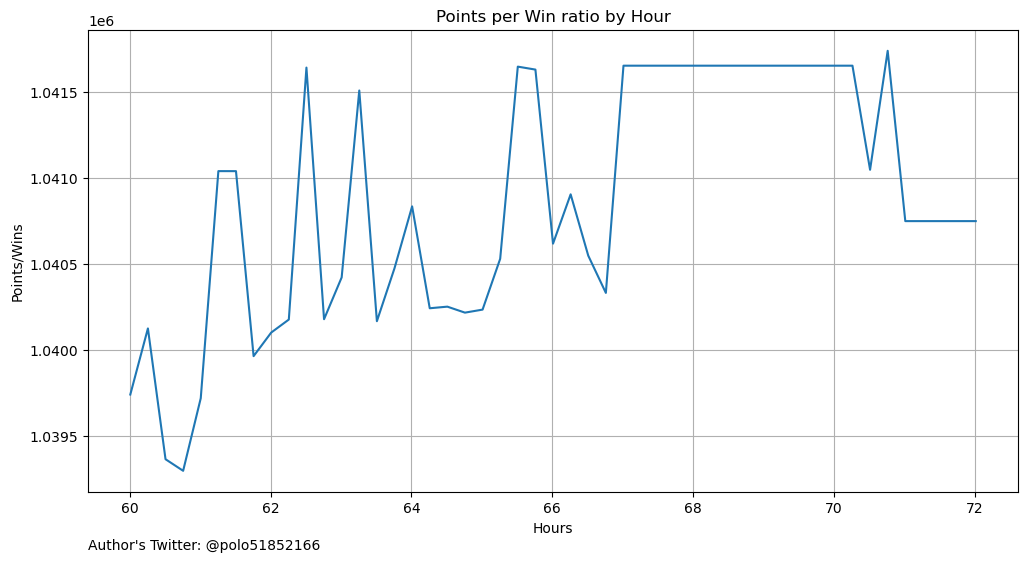 Points per Win ratio by Hour
1e6
1.0415
1.0410
1.0405
1.0400
1.0395
Points/Wins
60 62 64 66 68 70 72
Hours
Author's Twitter: @polo51852166